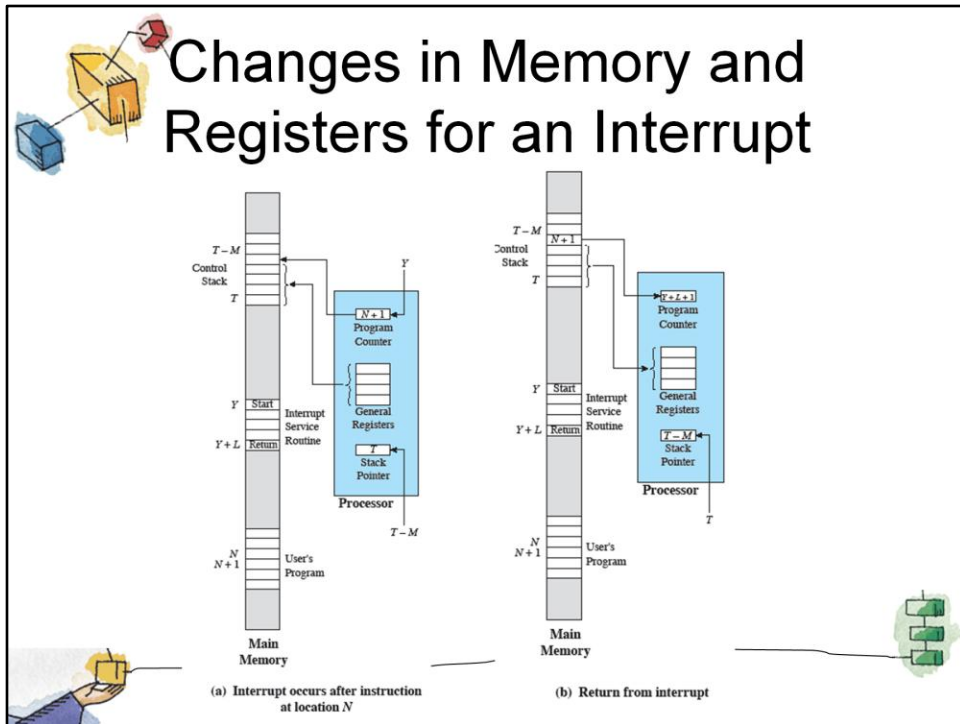 Changes in Memory and
Registers for an Interrupt
T – M
Control
Stack
T
Y
N + 1
Program
Counter
General
Registers
Y
Start
Interrupt
Service
Routine
Y + L
Return
T
Stack
Pointer
Processor
T – M
N
N + 1
User's
Program
Main
Memory
(a) Interrupt occurs after instruction
at location N
T – M
N + 1
Control
Stack
T
Y + L + 1
Program
Counter
General
Registers
Y
Start
Interrupt
Service
Routine
Y + L
Return
T – M
Stack
Pointer
Processor
T
N
N + 1
User's
Program
Main
Memory
(b) Return from interrupt